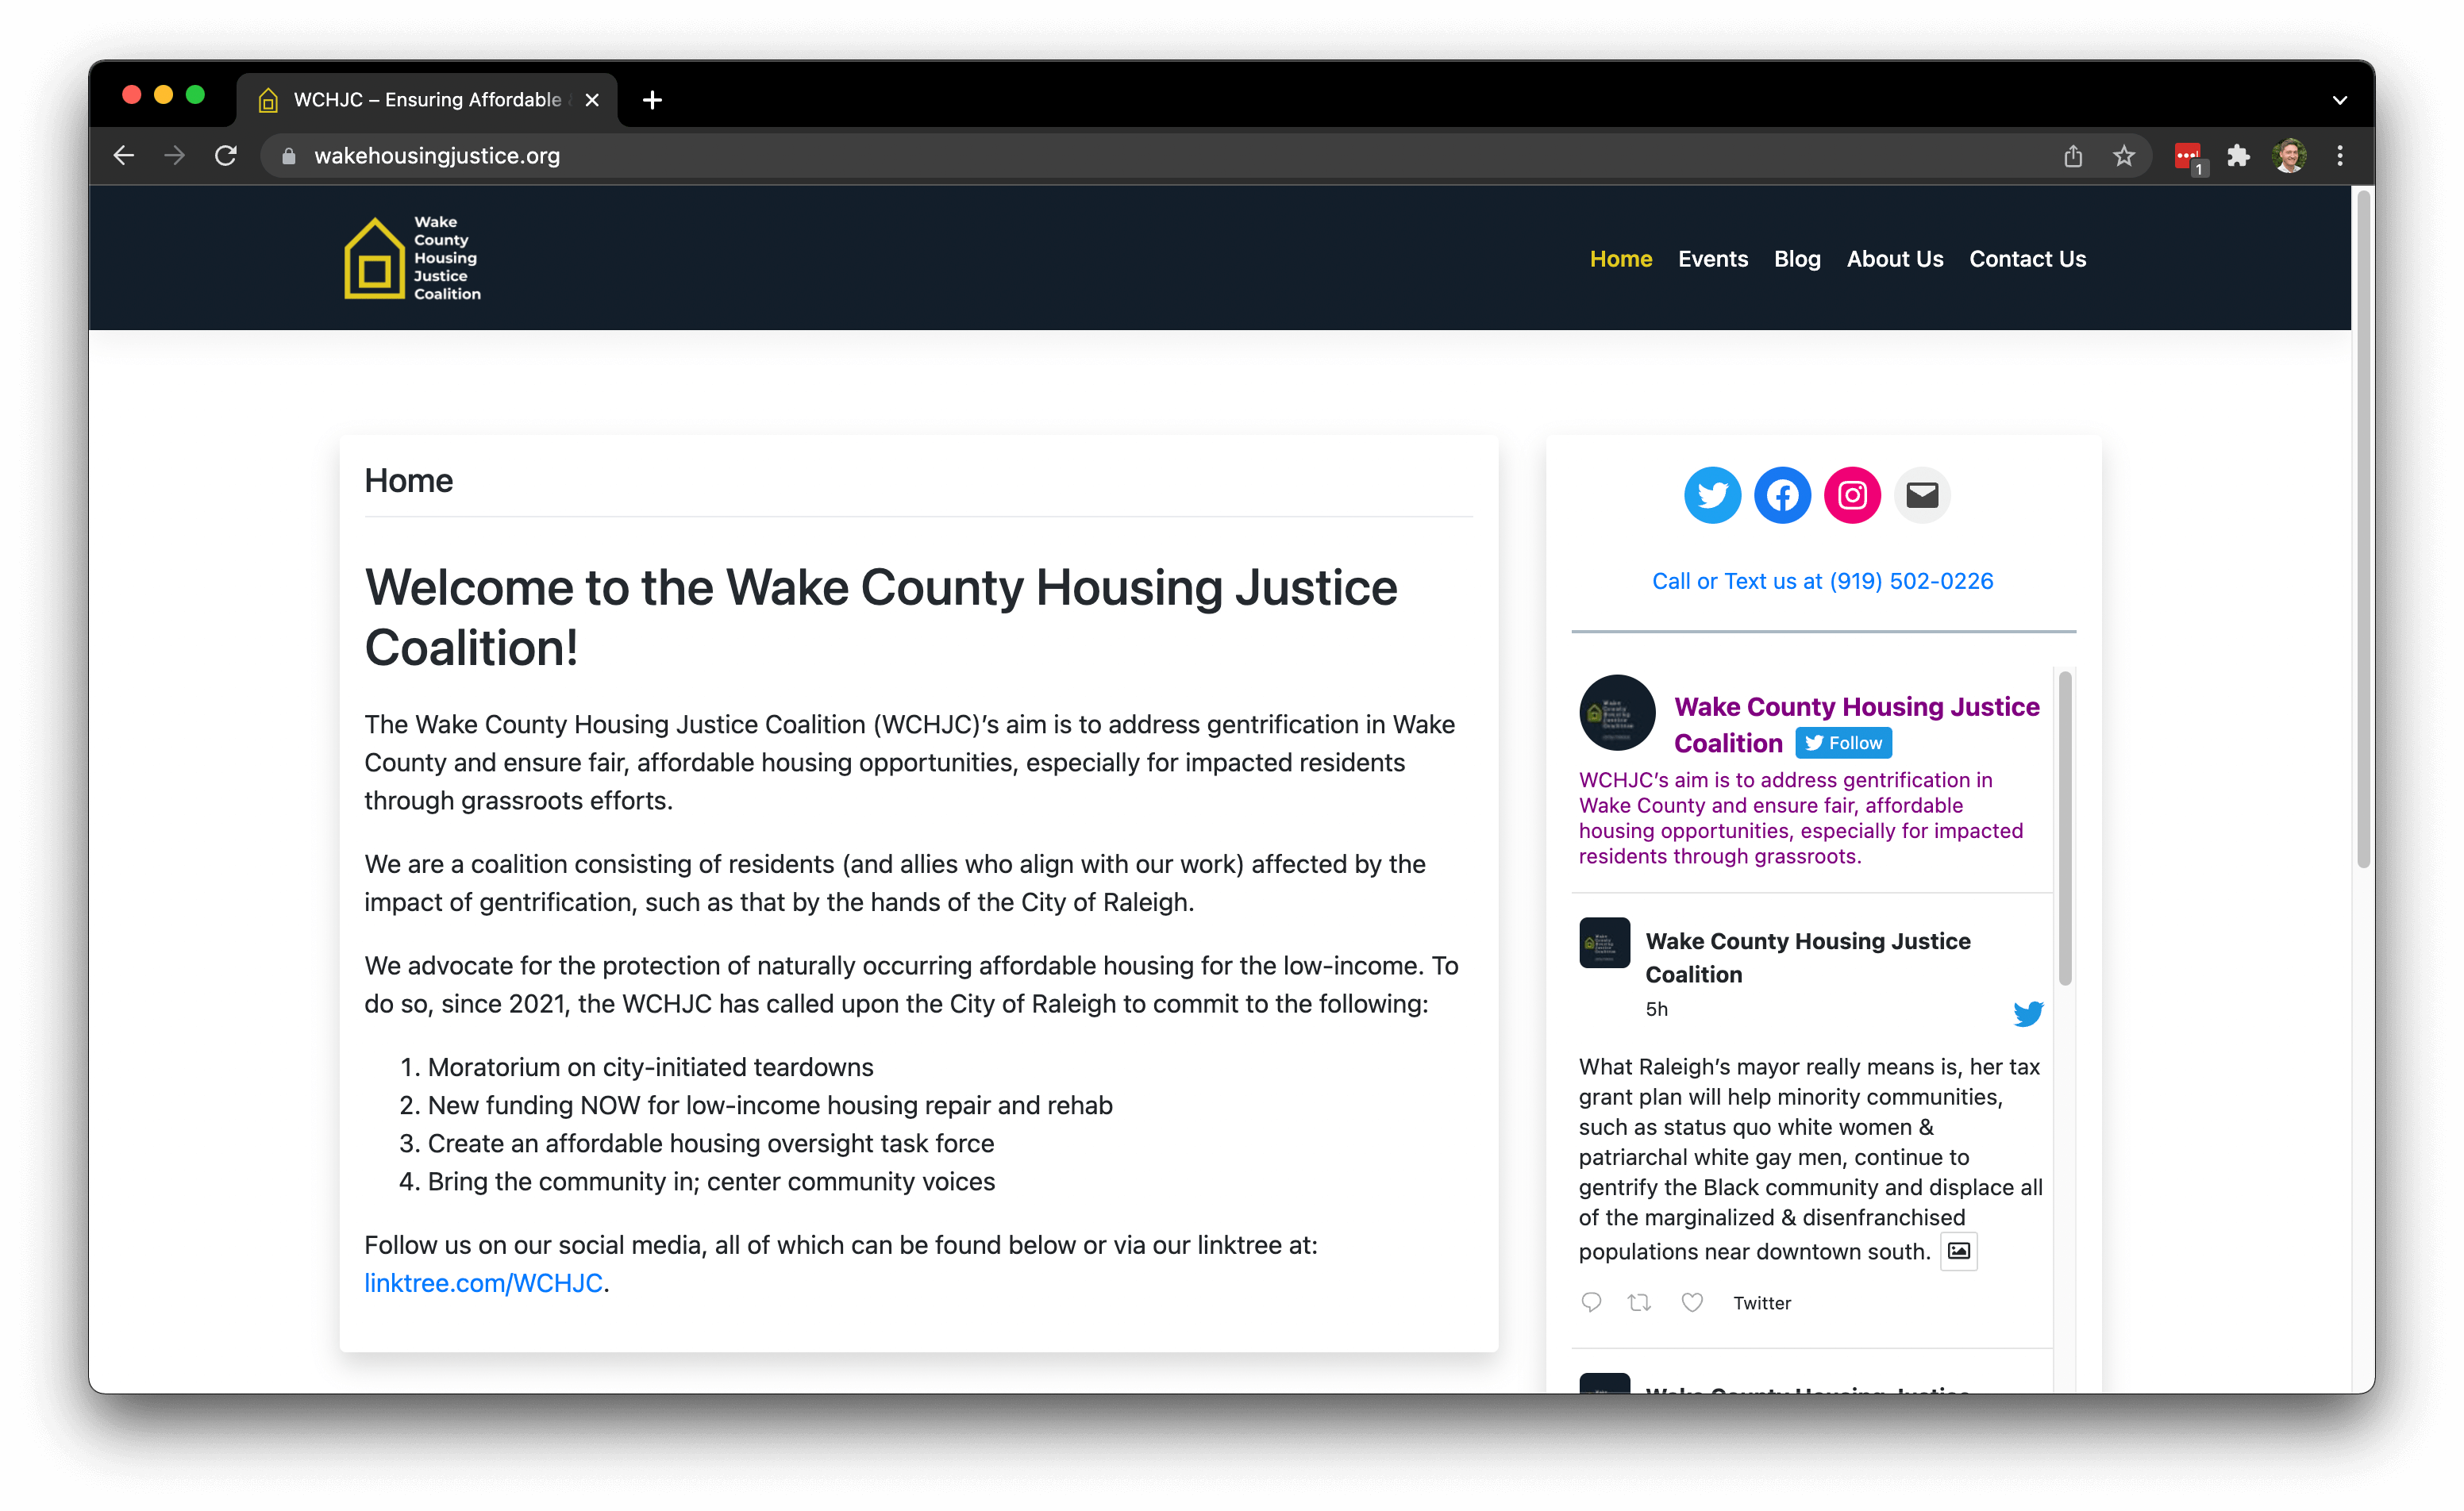 WCHJC – Ensuring Affordable
wakehousingjustice.org
1
Wake
County
Housing
Justice
Coalition
Home Events Blog About Us Contact Us
Home
Welcome to the Wake County Housing Justice
Coalition!
The Wake County Housing Justice Coalition (WCHJC)’s aim is to address gentrification in Wake
County and ensure fair, affordable housing opportunities, especially for impacted residents
through grassroots efforts.
We are a coalition consisting of residents (and allies who align with our work) affected by the
impact of gentrification, such as that by the hands of the City of Raleigh.
We advocate for the protection of naturally occurring affordable housing for the low-income. To
do so, since 2021, the WCHJC has called upon the City of Raleigh to commit to the following:
1. Moratorium on city-initiated teardowns
2. New funding NOW for low-income housing repair and rehab
3. Create an affordable housing oversight task force
4. Bring the community in; center community voices
Follow us on our social media, all of which can be found below or via our linktree at:
linktree.com/WCHJC.
Call or Text us at (919) 502-0226
Wake County Housing Justice
Coalition Follow
WCHJC’s aim is to address gentrification in
Wake County and ensure fair, affordable
housing opportunities, especially for impacted
residents through grassroots.
Wake County Housing Justice
Coalition
5h
What Raleigh’s mayor really means is, her tax
grant plan will help minority communities,
such as status quo white women &
patriarchal white gay men, continue to
gentrify the Black community and displace all
of the marginalized & disenfranchised
populations near downtown south.
Twitter
Wake County Housing Justice